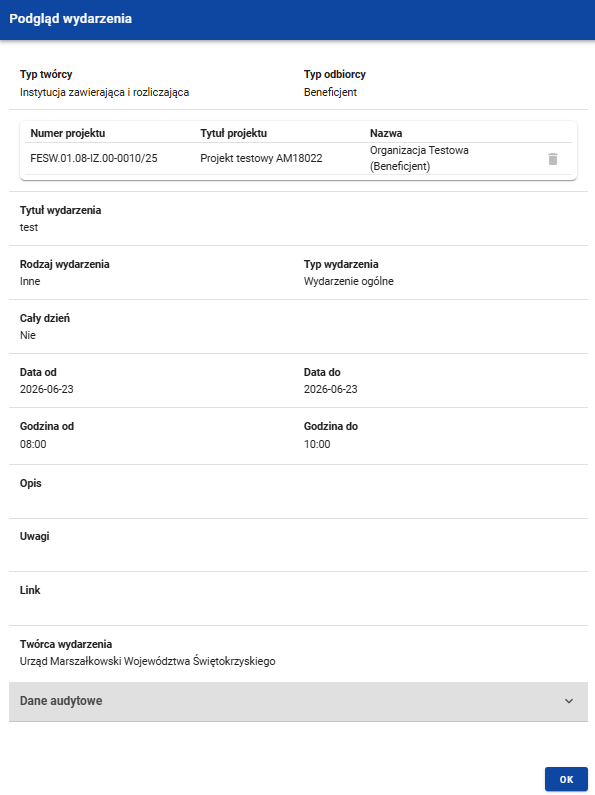 Podgląd wydarzenia
Typ twórcy
Typ odbiorcy
Instytucja zawierająca i rozliczająca
Beneficjent
Numer projektu
Tytuł projektu
Nazwa
FESW.01.08-IZ.00-0010/25
Projekt testowy AM18022
Organizacja Testowa
(Beneficjent)
Tytuł wydarzenia
test
Rodzaj wydarzenia
Typ wydarzenia
Inne
Wydarzenie ogólne
Cały dzień
Nie
Data od
Data do
2026-06-23
2026-06-23
Godzina od
Godzina do
08:00
10:00
Opis
Uwagi
Link
Twórca wydarzenia
Urząd Marszałkowski Województwa Świętokrzyskiego
Dane audytowe
OK